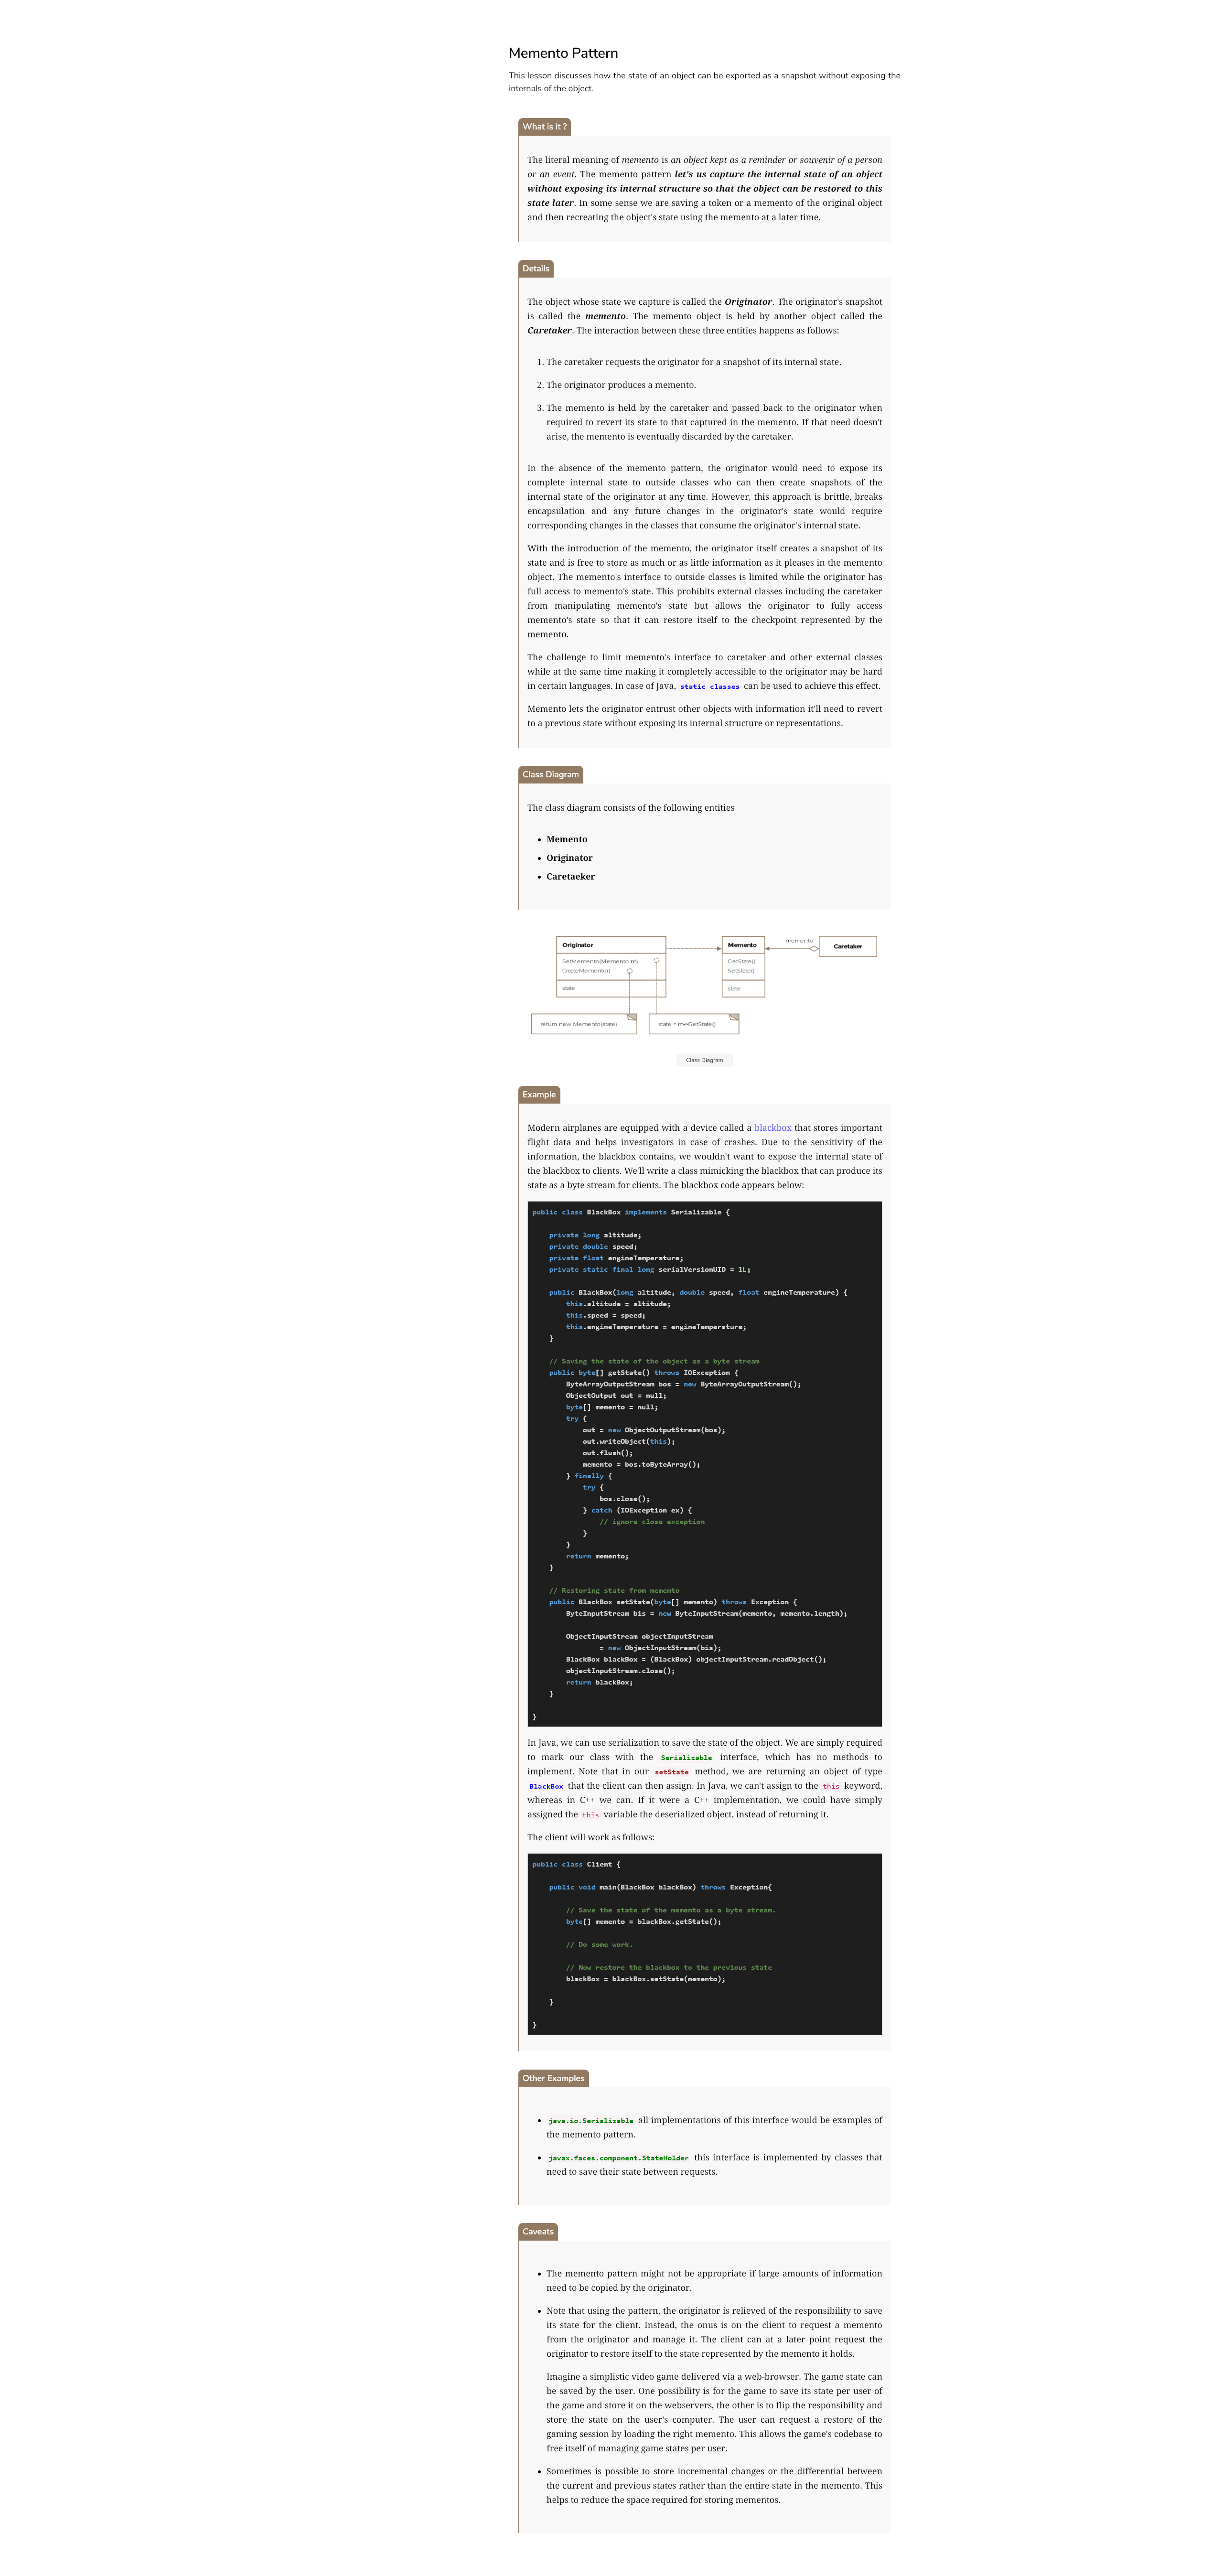 Memento Pattern
This lesson discusses how the state of an object can be exported as a snapshot without exposing the
internals of the object.
What is it ?
The literal meaning of memento is an object kept as a reminder or souvenir of a person
or an event. The memento pattern let's us capture the internal state of an object
without exposing its internal structure so that the object can be restored to this
state later. In some sense we are saving a token or a memento of the original object
and then recreating the object's state using the memento at a later time.
Details
The object whose state we capture is called the Originator. The originator's snapshot
is called the memento. The memento object is held by another object called the
Caretaker. The interaction between these three entities happens as follows:
1. The caretaker requests the originator for a snapshot of its internal state.
2. The originator produces a memento.
3. The memento is held by the caretaker and passed back to the originator when
required to revert its state to that captured in the memento. If that need doesn't
arise, the memento is eventually discarded by the caretaker.
In the absence of the memento pattern, the originator would need to expose its
complete internal state to outside classes who can then create snapshots of the
internal state of the originator at any time. However, this approach is brittle, breaks
encapsulation and any future changes in the originator's state would require
corresponding changes in the classes that consume the originator's internal state.
With the introduction of the memento, the originator itself creates a snapshot of its
state and is free to store as much or as little information as it pleases in the memento
object. The memento's interface to outside classes is limited while the originator has
full access to memento's state. This prohibits external classes including the caretaker
from manipulating memento's state but allows the originator to fully access
memento's state so that it can restore itself to the checkpoint represented by the
memento.
The challenge to limit memento's interface to caretaker and other external classes
while at the same time making it completely accessible to the originator may be hard
in certain languages. In case of Java, static classes can be used to achieve this effect.
Memento lets the originator entrust other objects with information it'll need to revert
to a previous state without exposing its internal structure or representations.
Class Diagram
The class diagram consists of the following entities
• Memento
• Originator
• Caretaeker
Originator
SetMemento(Memento m)
CreateMemento()
state
Memento
GetState()
SetState()
state
memento
Caretaker
return new Memento(state)
state = m→GetState()
Class Diagram
Example
Modern airplanes are equipped with a device called a blackbox that stores important
flight data and helps investigators in case of crashes. Due to the sensitivity of the
information, the blackbox contains, we wouldn't want to expose the internal state of
the blackbox to clients. We'll write a class mimicking the blackbox that can produce its
state as a byte stream for clients. The blackbox code appears below:
public class BlackBox implements Serializable {
private long altitude;
private double speed;
private float engineTemperature;
private static final long serialVersionUID = 1L;
public BlackBox(long altitude, double speed, float engineTemperature) {
this.altitude = altitude;
this.speed = speed;
this.engineTemperature = engineTemperature;
}
// Saving the state of the object as a byte stream
public byte[] getState() throws IOException {
ByteArrayOutputStream bos = new ByteArrayOutputStream();
ObjectOutput out = null;
byte[] memento = null;
try {
out = new ObjectOutputStream(bos);
out.writeObject(this);
out.flush();
memento = bos.toByteArray();
} finally {
try {
bos.close();
} catch (IOException ex) {
// ignore close exception
}
}
return memento;
}
// Restoring state from memento
public BlackBox setState(byte[] memento) throws Exception {
ByteInputStream bis = new ByteInputStream(memento, memento.length);
ObjectInputStream objectInputStream
= new ObjectInputStream(bis);
BlackBox blackBox = (BlackBox) objectInputStream.readObject();
objectInputStream.close();
return blackBox;
}
}
In Java, we can use serialization to save the state of the object. We are simply required
to mark our class with the Serializable interface, which has no methods to
implement. Note that in our setState method, we are returning an object of type
BlackBox that the client can then assign. In Java, we can't assign to the this keyword,
whereas in C++ we can. If it were a C++ implementation, we could have simply
assigned the this variable the deserialized object, instead of returning it.
The client will work as follows:
public class Client {
public void main(BlackBox blackBox) throws Exception{
// Save the state of the memento as a byte stream.
byte[] memento = blackBox.getState();
// Do some work.
// Now restore the blackbox to the previous state
blackBox = blackBox.setState(memento);
}
}
Other Examples
• java.io.Serializable all implementations of this interface would be examples of
the memento pattern.
• javax.faces.component.StateHolder this interface is implemented by classes that
need to save their state between requests.
Caveats
• The memento pattern might not be appropriate if large amounts of information
need to be copied by the originator.
• Note that using the pattern, the originator is relieved of the responsibility to save
its state for the client. Instead, the onus is on the client to request a memento
from the originator and manage it. The client can at a later point request the
originator to restore itself to the state represented by the memento it holds.
Imagine a simplistic video game delivered via a web-browser. The game state can
be saved by the user. One possibility is for the game to save its state per user of
the game and store it on the webservers, the other is to flip the responsibility and
store the state on the user's computer. The user can request a restore of the
gaming session by loading the right memento. This allows the game's codebase to
free itself of managing game states per user.
• Sometimes is possible to store incremental changes or the differential between
the current and previous states rather than the entire state in the memento. This
helps to reduce the space required for storing mementos.